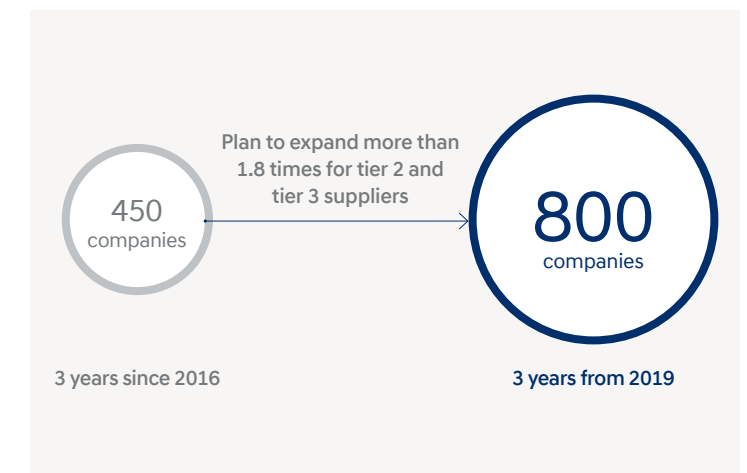 Plan to expand more than
1.8 times for tier 2 and
tier 3 suppliers
450
companies
800
companies
3 years since 2016
3 years from 2019